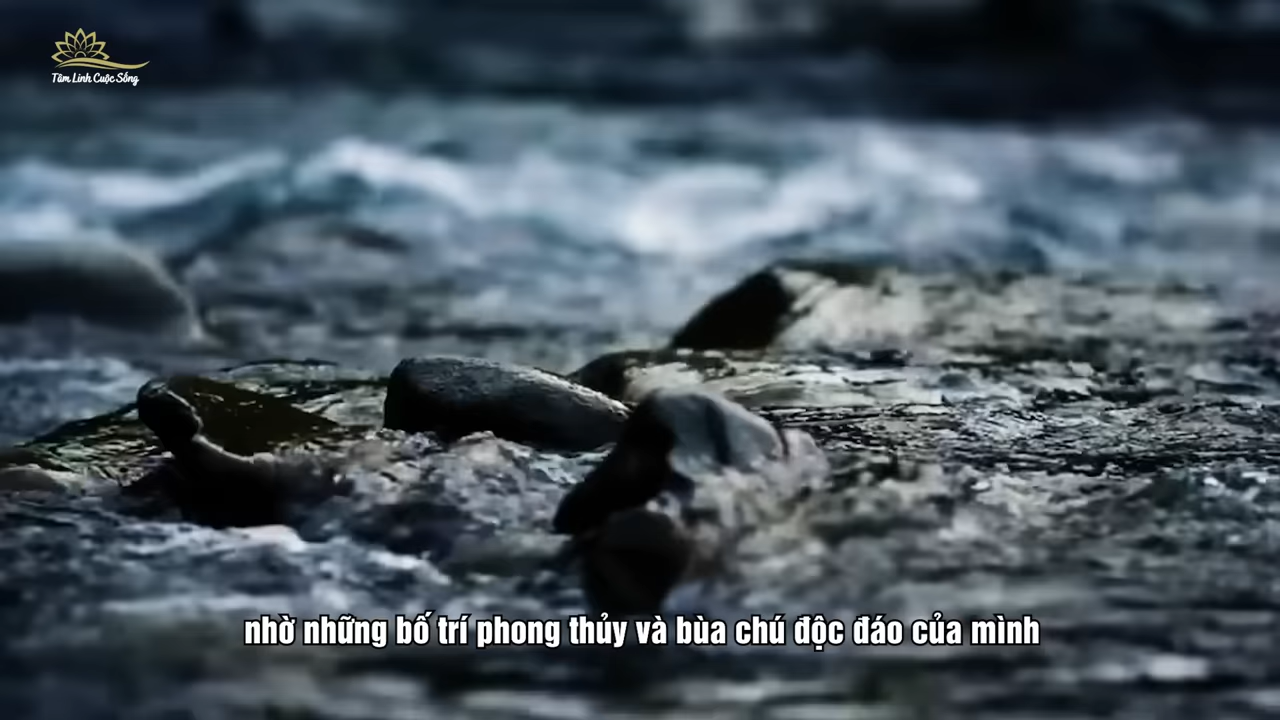 Tâm Linh Cuộc Sống
nhờ những bố trí phong thủy và bùa chú độc đáo của mình